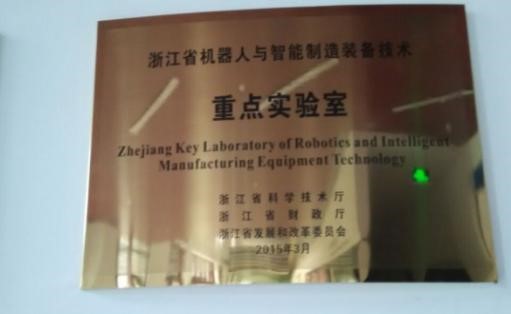 浙江省机器人与智能制造装备技术
重点实验室
Zhejiang Key Laboratory of Robotics and Intelligent
Manufacturing Equipment Technology
浙江省科学技术厅
浙江省财政厅
浙江省发展和改革委员会
2015年3月